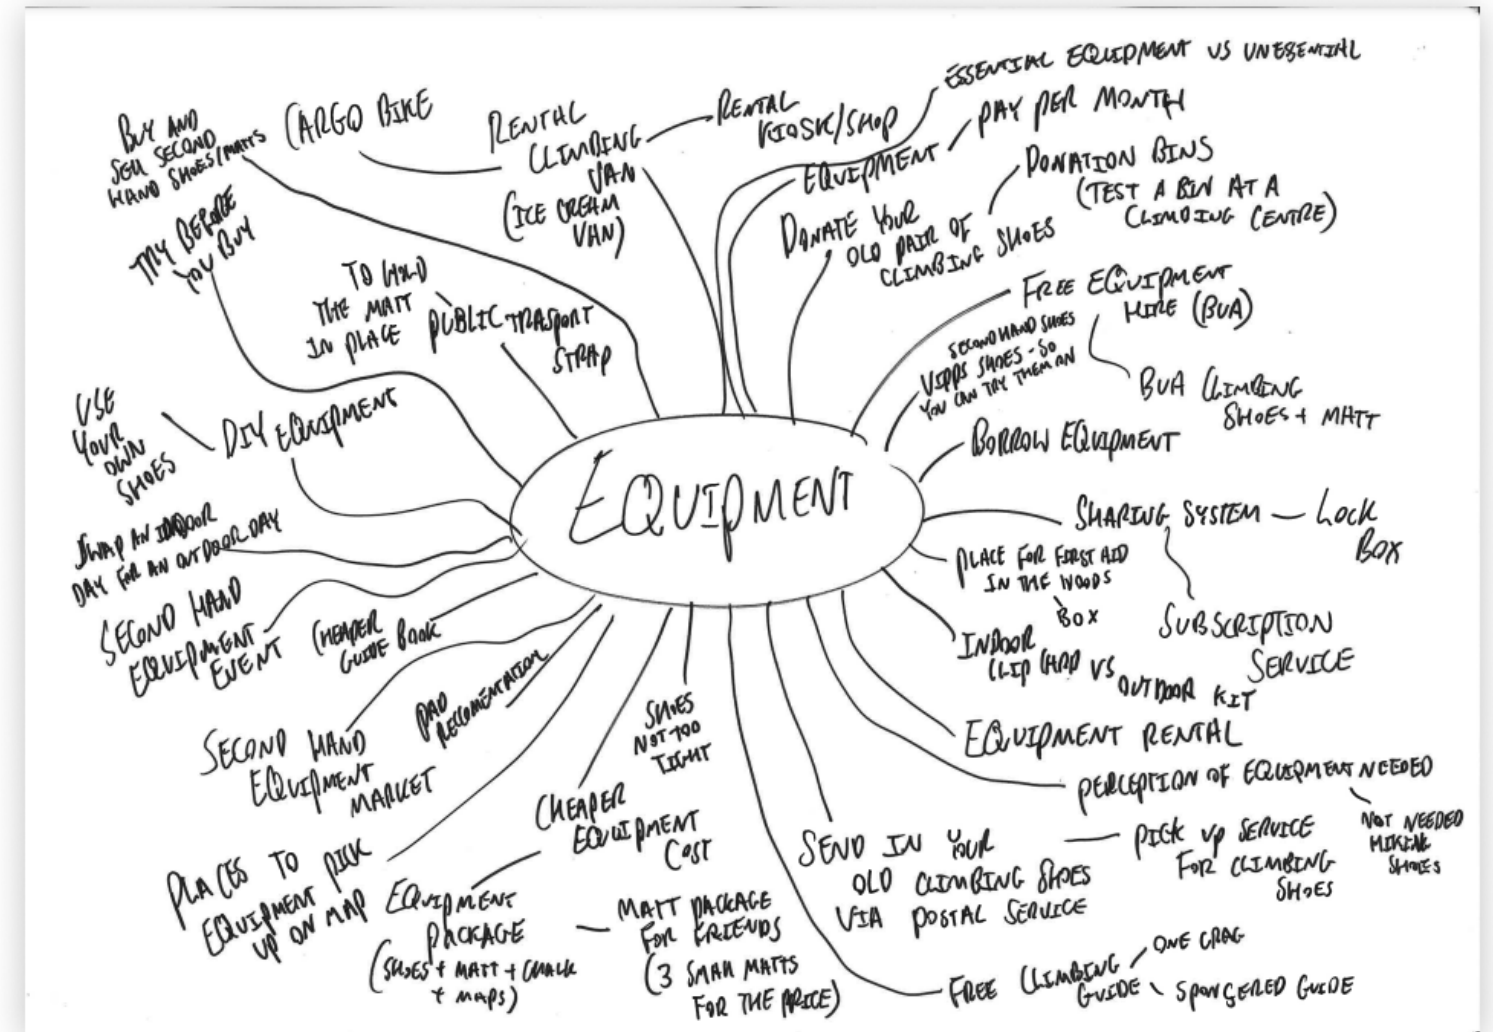 ESSENTIAL EQUIPMENT VS UNESSENTIAL
BUY AND
SELL SECOND
HAND SHOES/MATTS
CARGO BIKE
RENTAL
CLIMBING
VAN
(ICE CREAM
VAN)
RENTAL
KIOSK/SHOP
EQUIPMENT
PAY PER MONTH
DONATE YOUR
OLD PAIR OF
CLIMBING SHOES
DONATION BINS
(TEST A BIN AT A
CLIMBING CENTRE)
TRY BEFORE
YOU BUY
TO HOLD
THE MATT
IN PLACE
PUBLIC TRASPORT
STRAP
FREE EQUIPMENT
HIRE (BUA)
BUA CLIMBING
SHOES + MATT
SECOND HAND SHOES
SHOES - SO
YOU CAN TRY THEM ON
BORROW EQUIPMENT
USE
YOUR
OWN
SHOES
DIY EQUIPMENT
EQUIPMENT
SHARING SYSTEM
LOCK
BOX
SUBSCRIPTION
SERVICE
SWAP AN INDOOR
DAY FOR AN OUTDOOR DAY
PLACE FOR FIRST AID
IN THE WOODS
BOX
SECOND HAND
EQUIPMENT
EVENT
CHEAPER
GUIDE BOOK
INDOOR
VS
OUTDOOR KIT
SECOND HAND
EQUIPMENT
MARKET
PAD
RECCOMENTATION
SHOES
NOT TOO
TIGHT
EQUIPMENT RENTAL
PERCEPTION OF EQUIPMENT NEEDED
NOT NEEDED
HIKING
SHOES
PLACES TO PICK
EQUIPMENT
UP ON MAP
CHEAPER
EQUIPMENT
COST
EQUIPMENT
PACKAGE
(SHOES + MATT + CHALK
+ MAPS)
MATT PACKAGE
FOR FRIENDS
(3 SMALL MATTS
FOR THE PRICE)
SEND IN YOUR
OLD CLIMBING SHOES
VIA POSTAL SERVICE
PICK UP SERVICE
FOR CLIMBING
SHOES
FREE CLIMBING
GUIDE
ONE CRAG
SPONSERED GUIDE